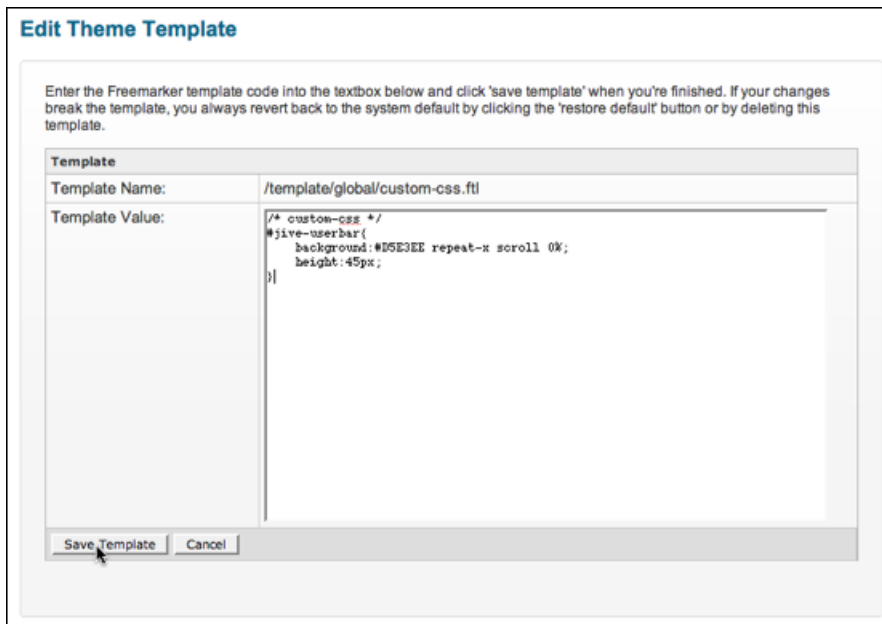 Edit Theme Template
Enter the Freemarker template code into the textbox below and click 'save template' when you're finished. If your changes
break the template, you always revert back to the system default by clicking the 'restore default' button or by deleting this
template.
Template
Template Name: /template/global/custom-css.ftl
Template Value: /* custom-css */
#jive-userbar{
background:#D5E3EE repeat-x scroll 0%;
height:45px;
}
Save Template Cancel